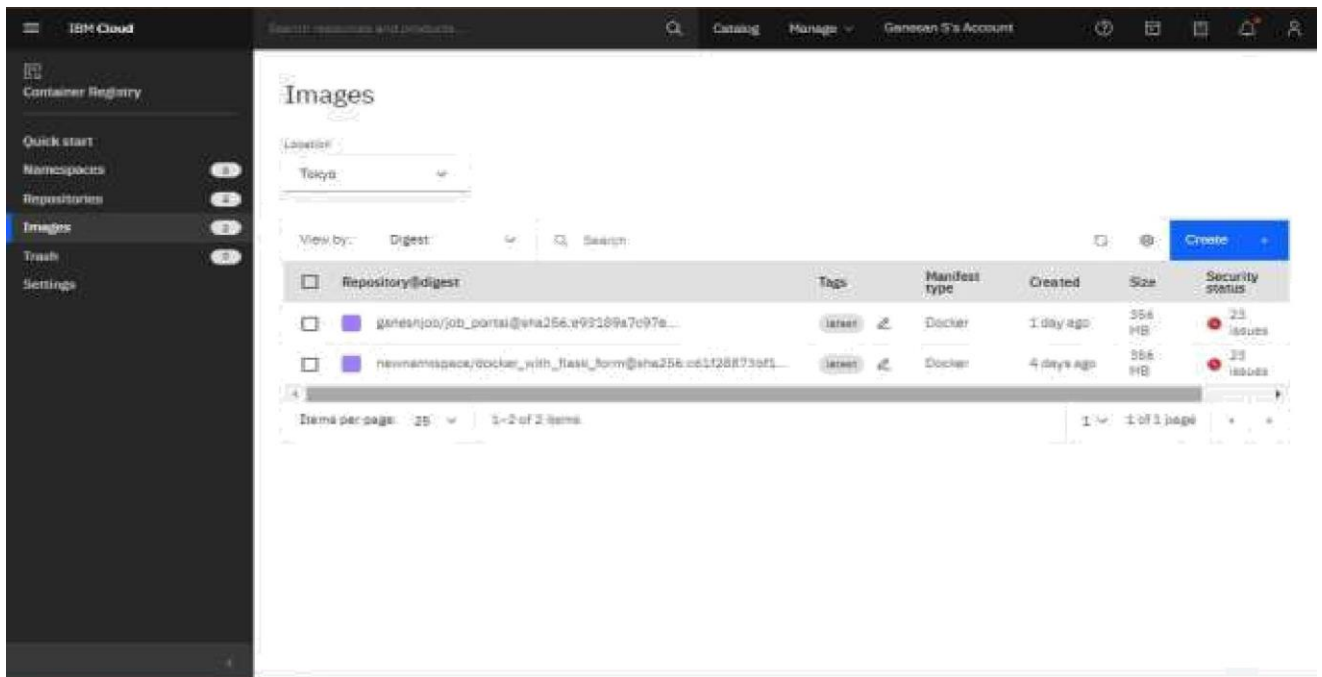 IBM Cloud
Search resources and products...
Catalog
Manage
Ganesan S's Account
Container Registry
Quick start
Namespaces
Repositories
Images 2
Trash
Settings
Images
Location
Tokyo
View by: Digest
Search
Create +
Repository@digest Tags Manifest type Created Size Security status
latest Docker 1 day ago 356 MB 23 issues
latest Docker 4 days ago 356 MB 23 issues
Items per page: 25 1–2 of 2 items
1 1 of 1 page